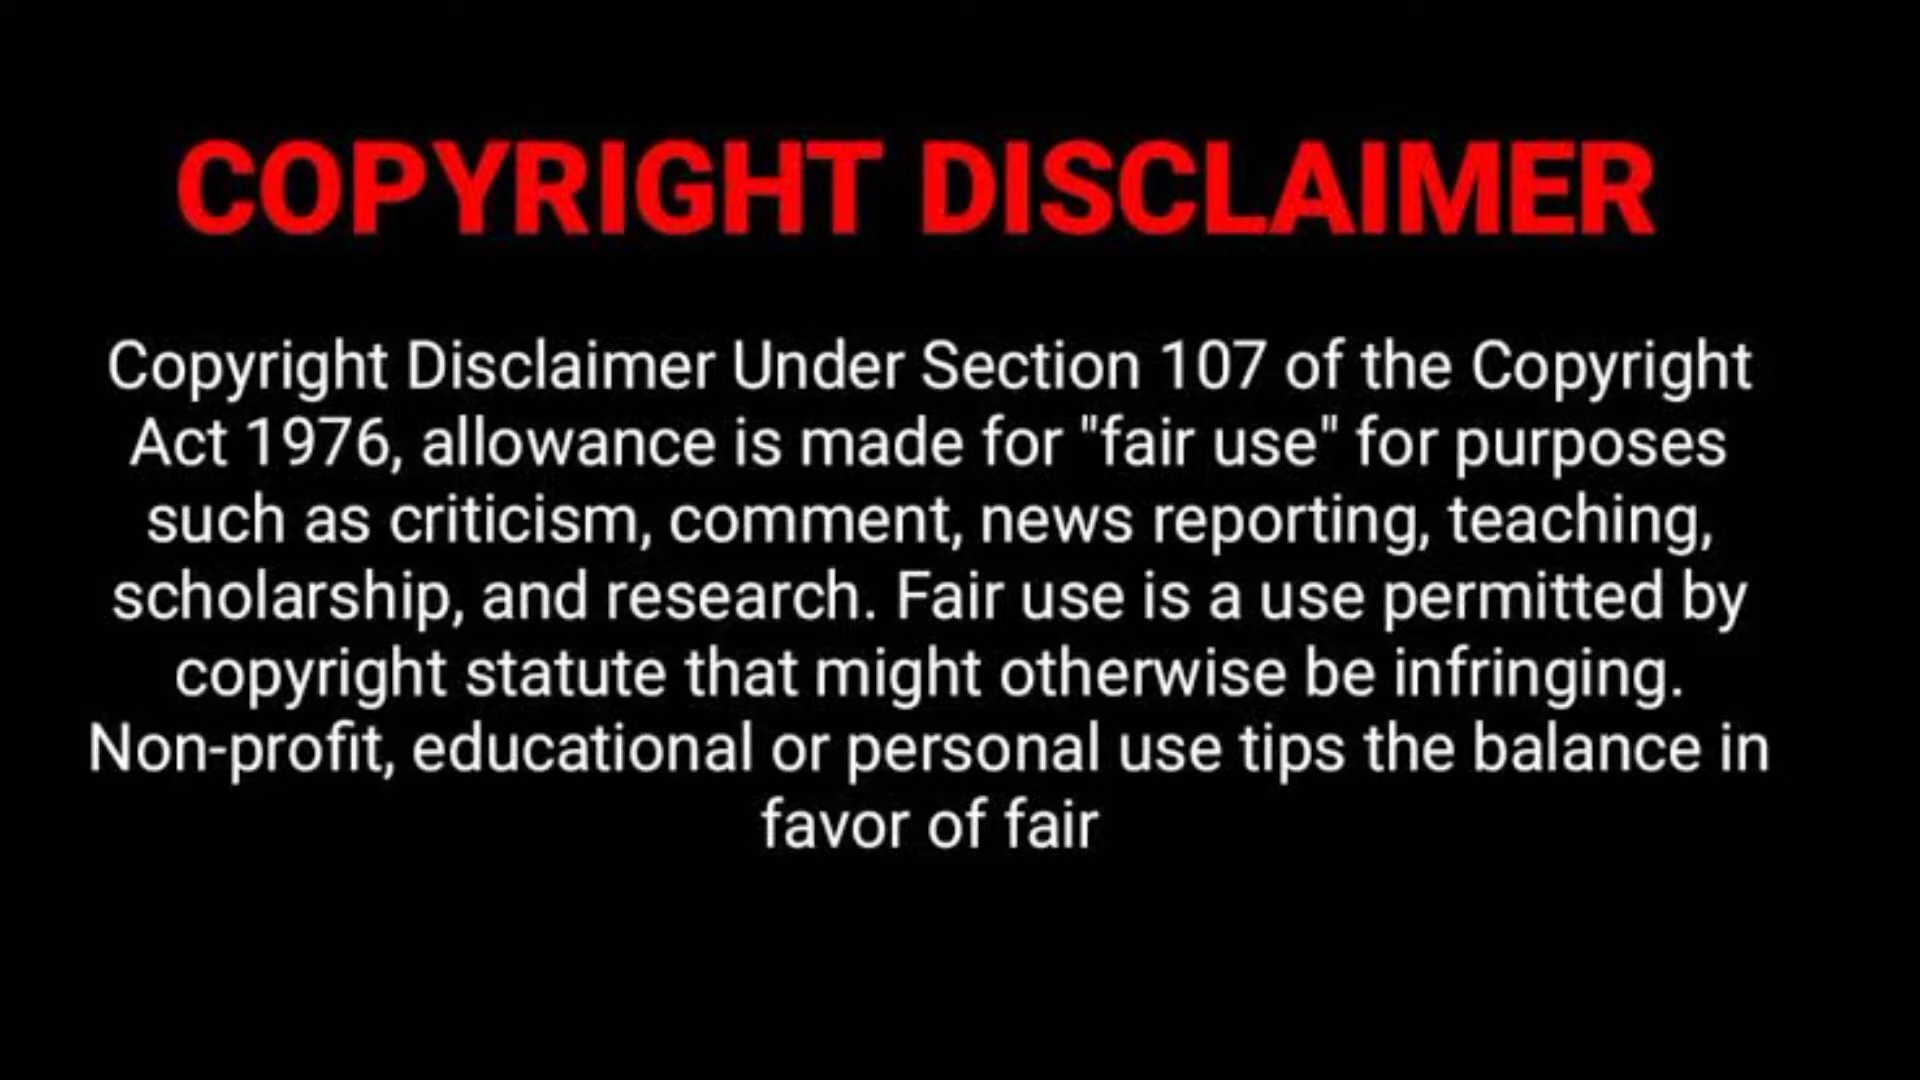 COPYRIGHT DISCLAIMER
Copyright Disclaimer Under Section 107 of the Copyright
Act 1976, allowance is made for "fair use" for purposes
such as criticism, comment, news reporting, teaching,
scholarship, and research. Fair use is a use permitted by
copyright statute that might otherwise be infringing.
Non-profit, educational or personal use tips the balance in
favor of fair